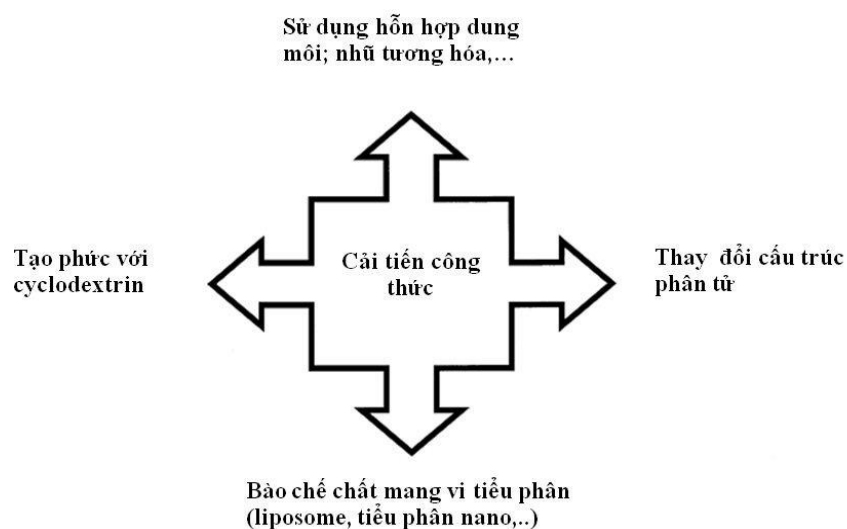 Sử dụng hỗn hợp dung
môi; nhũ tương hóa,...
Tạo phức với
cyclodextrin
Cải tiến công
thức
Thay đổi cấu trúc
phân tử
Bào chế chất mang vi tiểu phân
(liposome, tiểu phân nano,..)